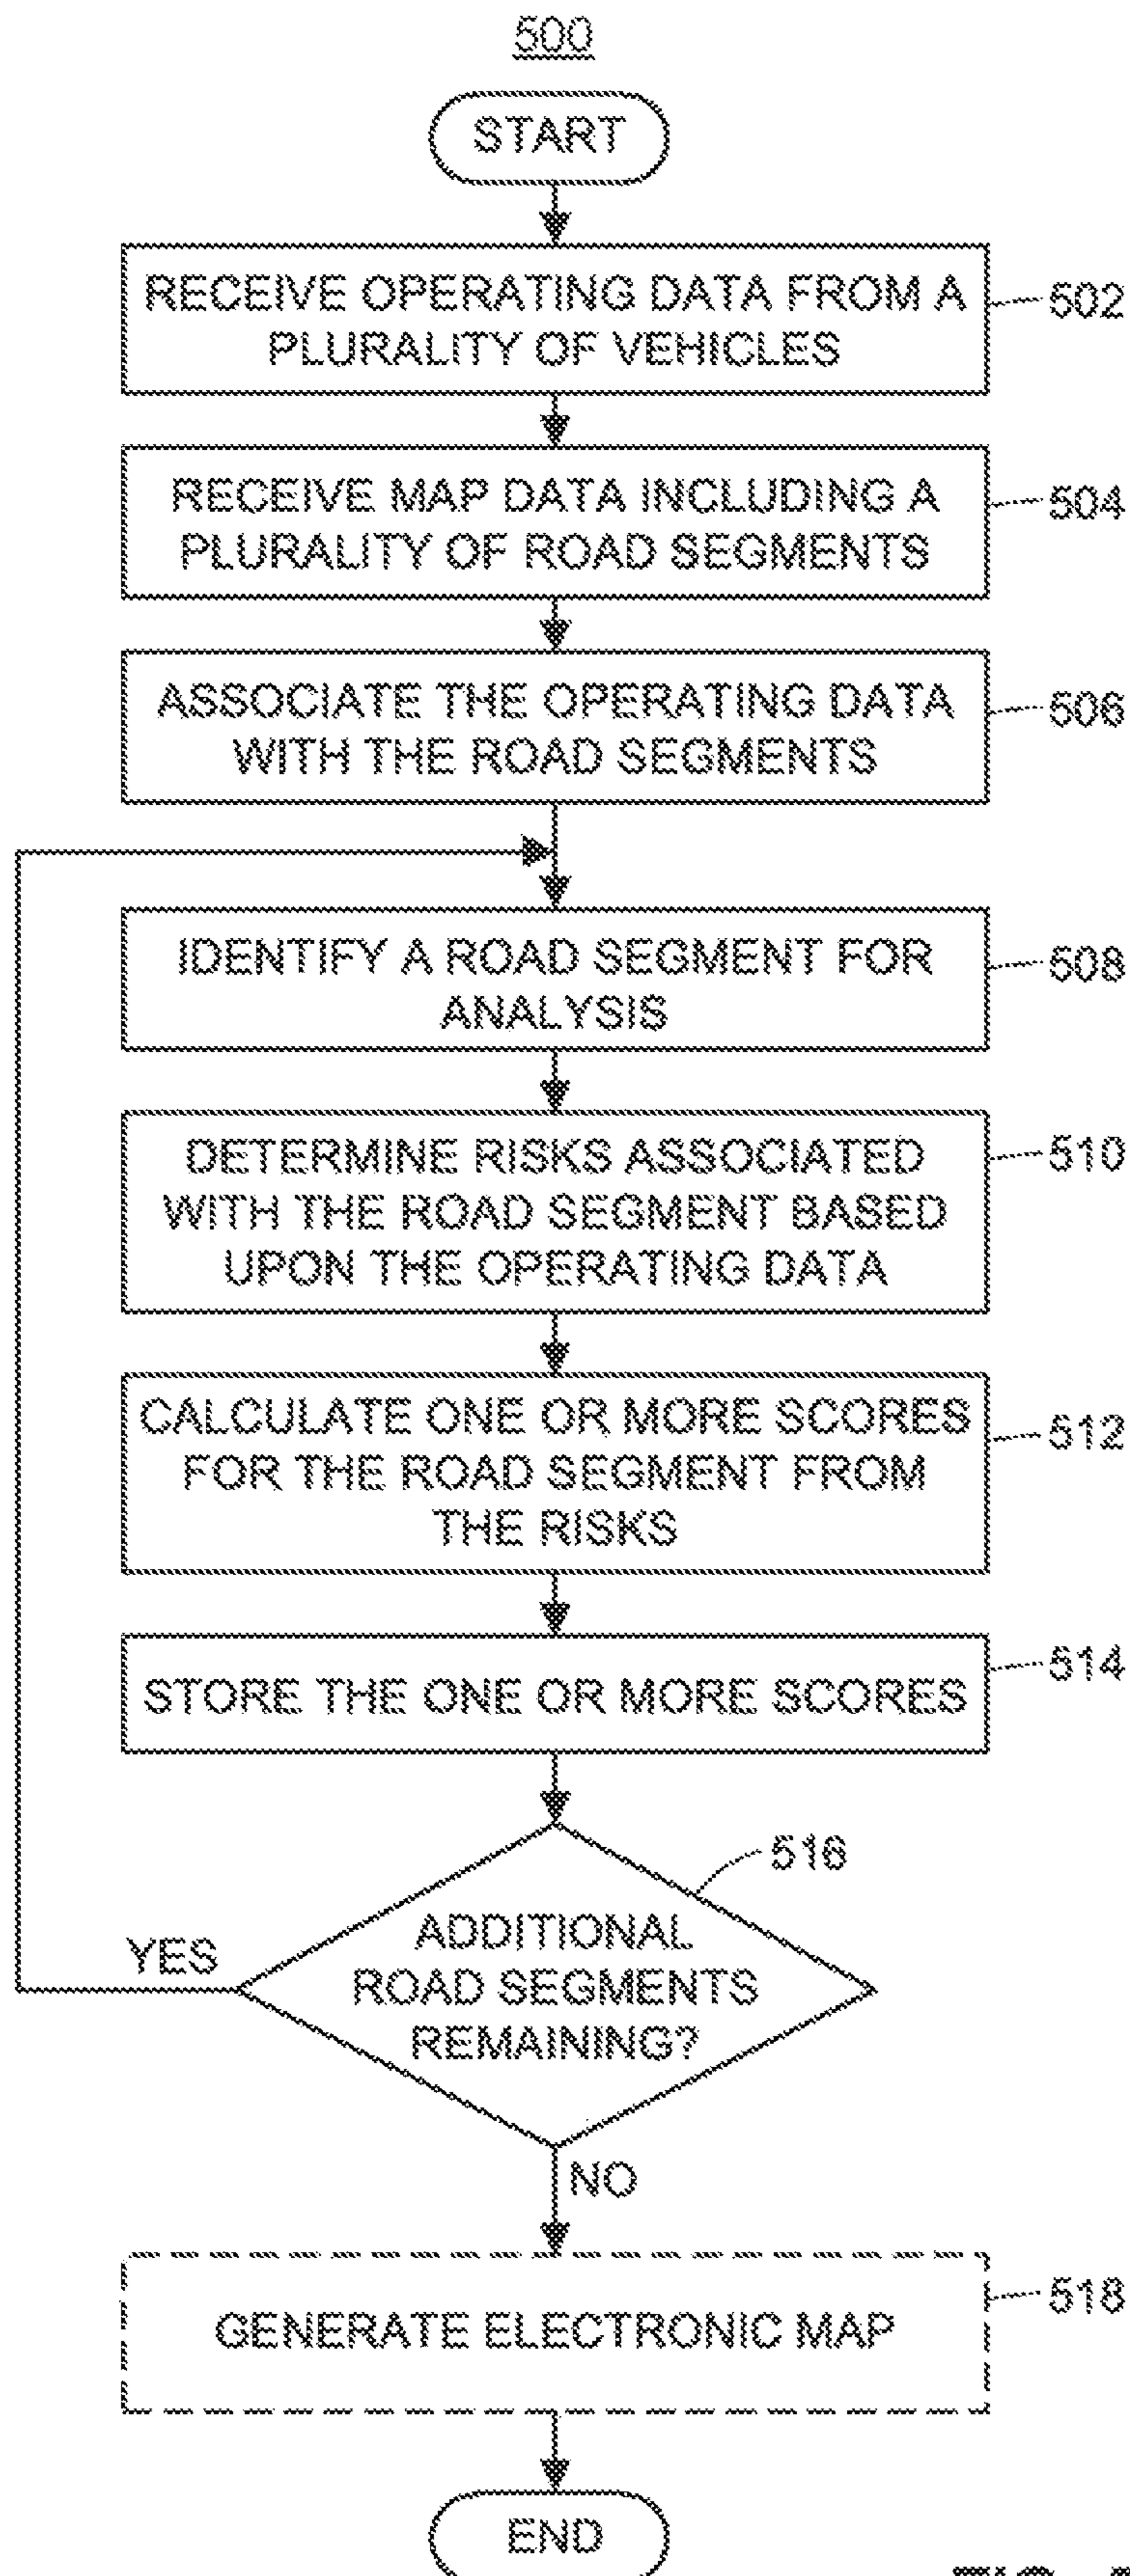 500
START
RECEIVE OPERATING DATA FROM A
PLURALITY OF VEHICLES
502
RECEIVE MAP DATA INCLUDING A
PLURALITY OF ROAD SEGMENTS
504
ASSOCIATE THE OPERATING DATA
WITH THE ROAD SEGMENTS
506
IDENTIFY A ROAD SEGMENT FOR
ANALYSIS
508
DETERMINE RISKS ASSOCIATED
WITH THE ROAD SEGMENT BASED
UPON THE OPERATING DATA
510
CALCULATE ONE OR MORE SCORES
FOR THE ROAD SEGMENT FROM
THE RISKS
512
STORE THE ONE OR MORE SCORES
514
516
YES
ADDITIONAL
ROAD SEGMENTS
REMAINING?
NO
GENERATE ELECTRONIC MAP
518
END